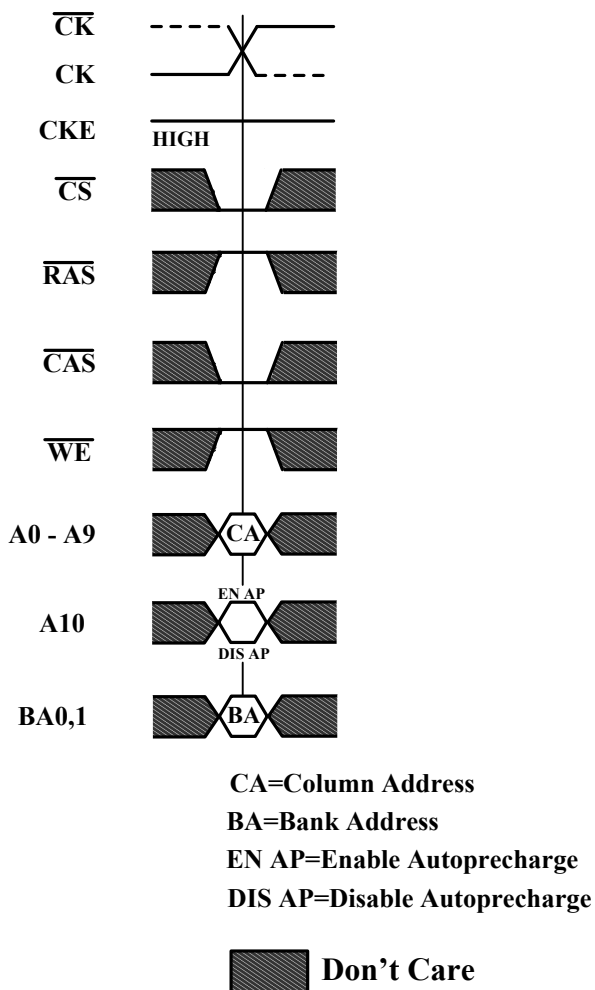 CK
CK
CKE
HIGH
CS
RAS
CAS
WE
A0 - A9
CA
EN AP
A10
DIS AP
BA0,1
BA
CA=Column Address
BA=Bank Address
EN AP=Enable Autoprecharge
DIS AP=Disable Autoprecharge
Don't Care